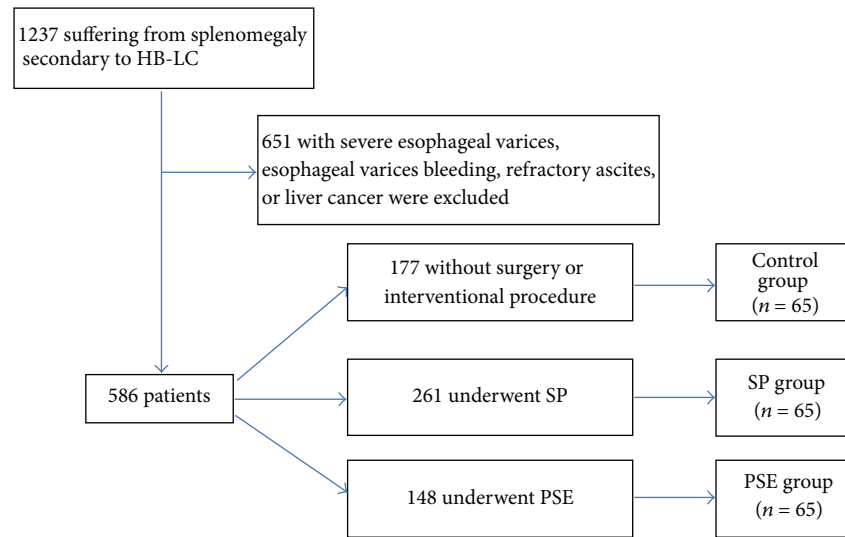 1237 suffering from splenomegaly
secondary to HB-LC
651 with severe esophageal varices,
esophageal varices bleeding, refractory ascites,
or liver cancer were excluded
177 without surgery or
interventional procedure
Control
group
(n = 65)
586 patients
261 underwent SP
SP group
(n = 65)
148 underwent PSE
PSE group
(n = 65)